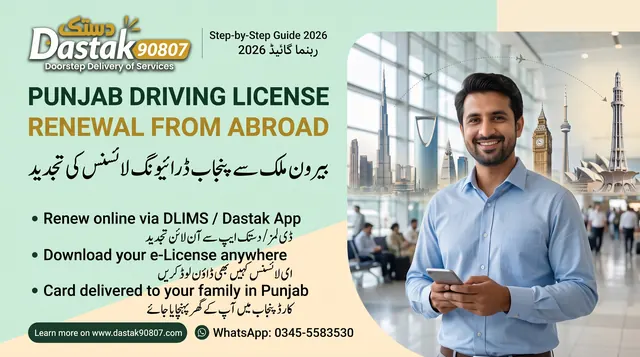 دستک
Dastak 90807
Doorstep Delivery of Services
Step-by-Step Guide 2026
رہنما گائیڈ 2026
PUNJAB DRIVING LICENSE
RENEWAL FROM ABROAD
بیرون ملک سے پنجاب ڈرائیونگ لائسنس کی تجدید
• Renew online via DLIMS / Dastak App
ڈی لمز / دستک ایپ سے آن لائن تجدید
• Download your e-License anywhere
ای لائسنس کہیں بھی ڈاؤن لوڈ کریں
• Card delivered to your family in Punjab
کارڈ پنجاب میں آپ کے گھر پہنچایا جائے
Learn more on www.dastak90807.com
WhatsApp: 0345-5583530